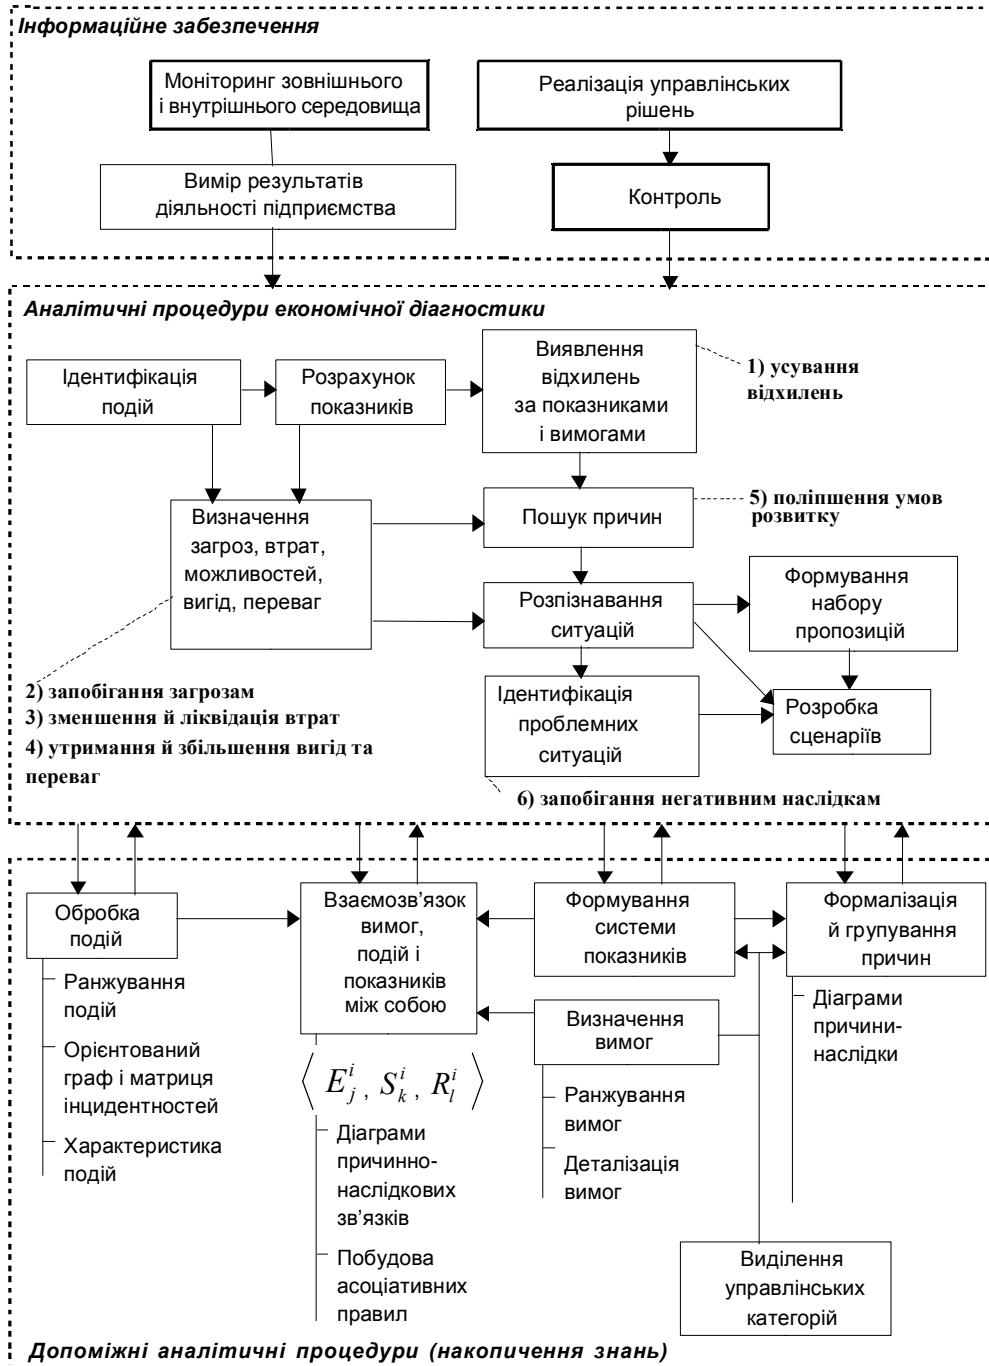 Інформаційне забезпечення
Моніторинг зовнішнього
і внутрішнього середовища
Реалізація управлінських
рішень
Вимір результатів
діяльності підприємства
Контроль
Аналітичні процедури економічної діагностики
Ідентифікація
подій
Розрахунок
показників
Виявлення
відхилень
за показниками
і вимогами
1) усування
відхилень
Визначення
загроз, втрат,
можливостей,
вигід, переваг
Пошук причин
5) поліпшення умов
розвитку
Розпізнавання
ситуацій
Формування
набору
пропозицій
2) запобігання загрозам
3) зменшення й ліквідація втрат
4) утримання й збільшення вигід та
переваг
Ідентифікація
проблемних
ситуацій
Розробка
сценаріїв
6) запобігання негативним наслідкам
Обробка
подій
Взаємозв'язок
вимог,
подій і
показників
між собою
Формування
системи
показників
Формалізація
й групування
причин
Ранжування
подій
Орієнтований
граф і матриця
інцидентностей
Характеристика
подій
⟨ E_j^i , S_k^i , R_l^i ⟩
Діаграми
причинно-
наслідкових
зв'язків
Побудова
асоціативних
правил
Визначення
вимог
Ранжування
вимог
Деталізація
вимог
Діаграми
причини-
наслідки
Виділення
управлінських
категорій
Допоміжні аналітичні процедури (накопичення знань)